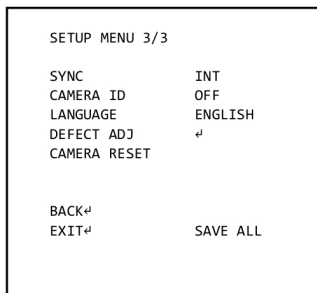 SETUP MENU 3/3
SYNC INT
CAMERA ID OFF
LANGUAGE ENGLISH
DEFECT ADJ ↵
CAMERA RESET
BACK↵
EXIT↵ SAVE ALL